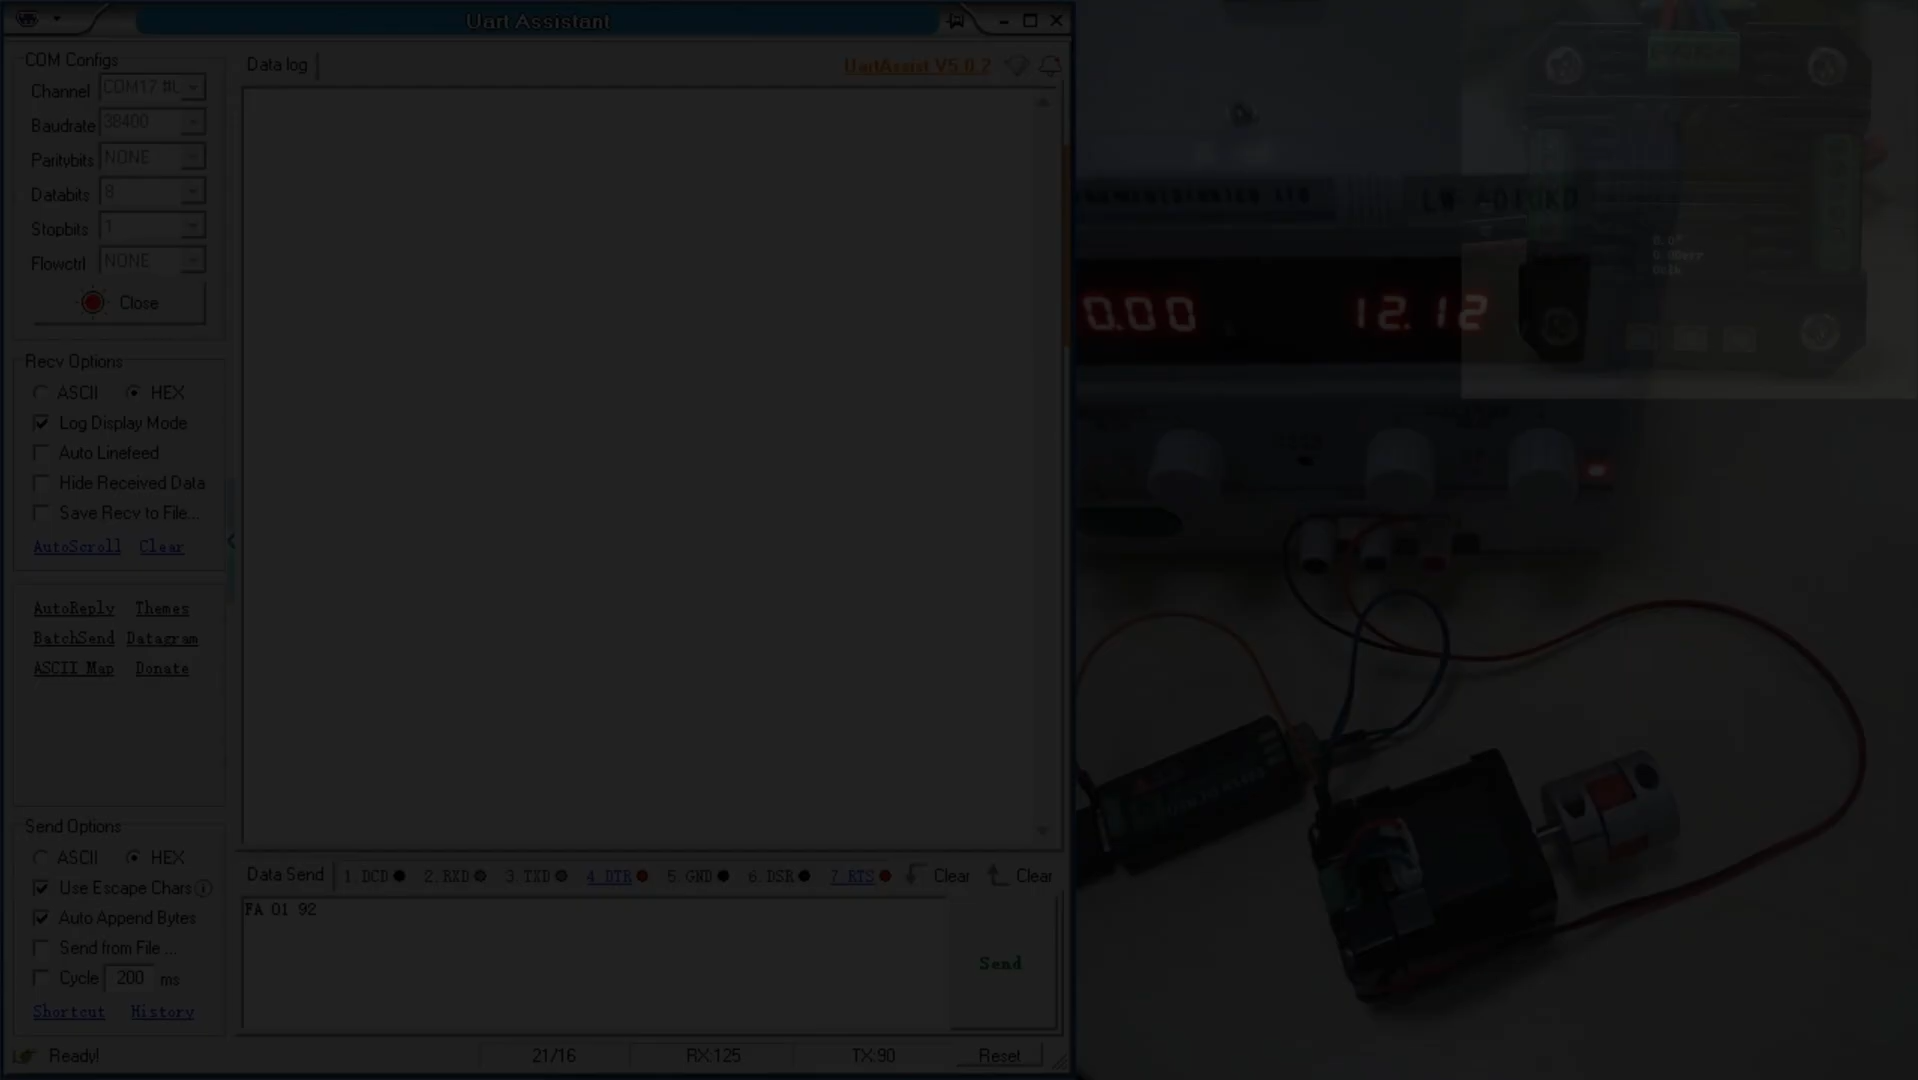 Uart Assistant
COM Configs
Data log
UartAssist V5.0.2
Channel COM17 #U
Baudrate 38400
Paritybits NONE
Databits 8
Stopbits 1
Flowctrl NONE
Close
Recv Options
ASCII HEX
Log Display Mode
Auto Linefeed
Hide Received Data
Save Recv to File...
AutoScroll Clear
AutoReply Themes
BatchSend Datagram
ASCII Map Donate
Send Options
ASCII HEX
Use Escape Chars
Auto Append Bytes
Send from File ...
Cycle 200 ms
Shortcut History
Data Send 1.DCD 2.RXD 3.TXD 4.DTR 5.GND 6.DSR 7.RTS Clear Clear
FA 01 92
Send
Ready! 21/16 RX:125 TX:90 Reset
0.00 12.12